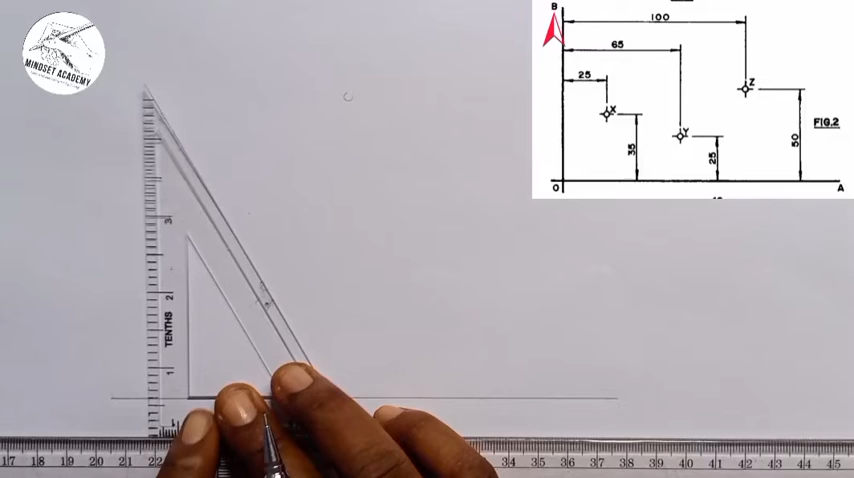 MINDSET ACADEMY
B
100
65
25
X
Y
Z
35
25
50
FIG.2
O
A
3
2
1
TENTHS
17 18 19 20 21 22
34 35 36 37 38 39 40 41 42 43 44 45